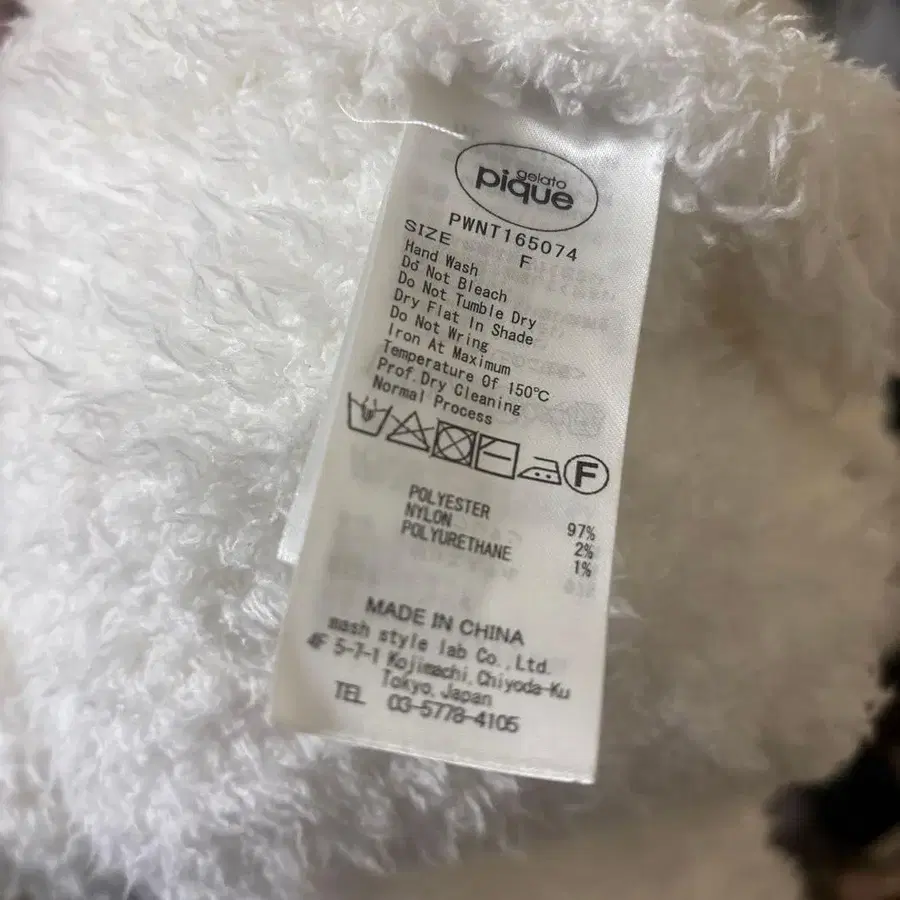 gelato
pique
PWNT165074
SIZE F
Hand Wash
Do Not Bleach
Do Not Tumble Dry
Dry Flat In Shade
Do Not Wring
Iron At Maximum
Temperature Of 150℃
Prof.Dry Cleaning
Normal Process
F
POLYESTER 97%
NYLON 2%
POLYURETHANE 1%
MADE IN CHINA
mash style lab Co.,Ltd.
4F 5-7-1 Kojimachi,Chiyoda-Ku
Tokyo,Japan
TEL 03-5778-4105